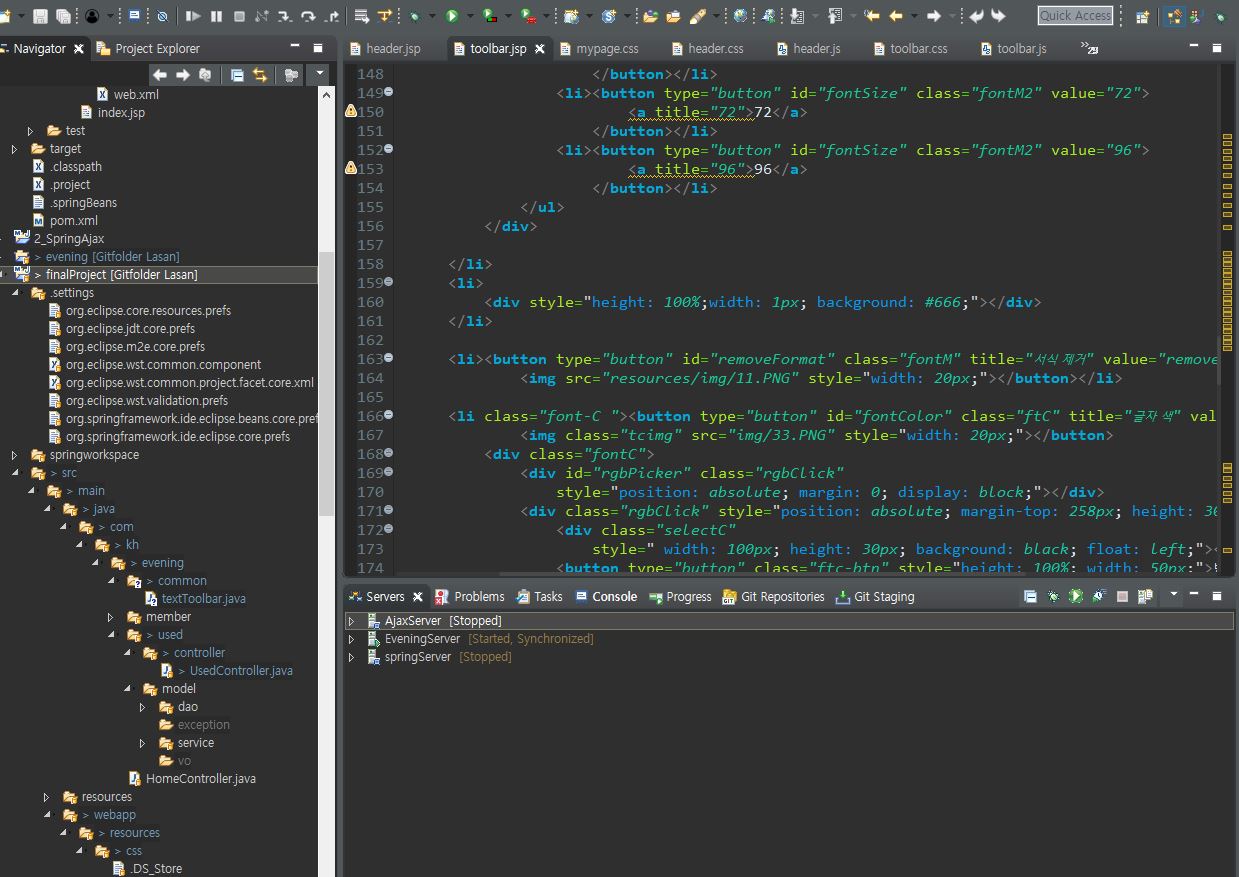 Quick Access
Navigator
Project Explorer
web.xml
index.jsp
test
target
.classpath
.project
.springBeans
pom.xml
2_SpringAjax
> evening [Gitfolder Lasan]
> finalProject [Gitfolder Lasan]
.settings
org.eclipse.core.resources.prefs
org.eclipse.jdt.core.prefs
org.eclipse.m2e.core.prefs
org.eclipse.wst.common.component
org.eclipse.wst.common.project.facet.core.xml
org.eclipse.wst.validation.prefs
org.springframework.ide.eclipse.beans.core.pref
org.springframework.ide.eclipse.core.prefs
springworkspace
> src
> main
> java
> com
> kh
> evening
> common
textToolbar.java
member
> used
> controller
> UsedController.java
model
dao
exception
service
vo
HomeController.java
resources
> webapp
> resources
> css
.DS_Store
header.jsp
toolbar.jsp
mypage.css
header.css
header.js
toolbar.css
toolbar.js
»22
148 </button></li>
149 <li><button type="button" id="fontSize" class="fontM2" value="72">
150 <a title="72">72</a>
151 </button></li>
152 <li><button type="button" id="fontSize" class="fontM2" value="96">
153 <a title="96">96</a>
154 </button></li>
155 </ul>
156 </div>
157
158 </li>
159 <li>
160 <div style="height: 100%;width: 1px; background: #666;"></div>
161 </li>
162
163 <li><button type="button" id="removeFormat" class="fontM" title="서식 제거" value="remove
164 <img src="resources/img/11.PNG" style="width: 20px;"></button></li>
165
166 <li class="font-C "><button type="button" id="fontColor" class="ftC" title="글자 색" val
167 <img class="tcimg" src="img/33.PNG" style="width: 20px;"></button>
168 <div class="fontC">
169 <div id="rgbPicker" class="rgbClick"
170 style="position: absolute; margin: 0; display: block;"></div>
171 <div class="rgbClick" style="position: absolute; margin-top: 258px; height: 30
172 <div class="selectC"
173 style=" width: 100px; height: 30px; background: black; float: left;"><
174 <button type="button" class="ftc-btn" style="height: 100%; width: 50px;">
Servers
Problems
Tasks
Console
Progress
Git Repositories
Git Staging
AjaxServer [Stopped]
EveningServer [Started, Synchronized]
springServer [Stopped]